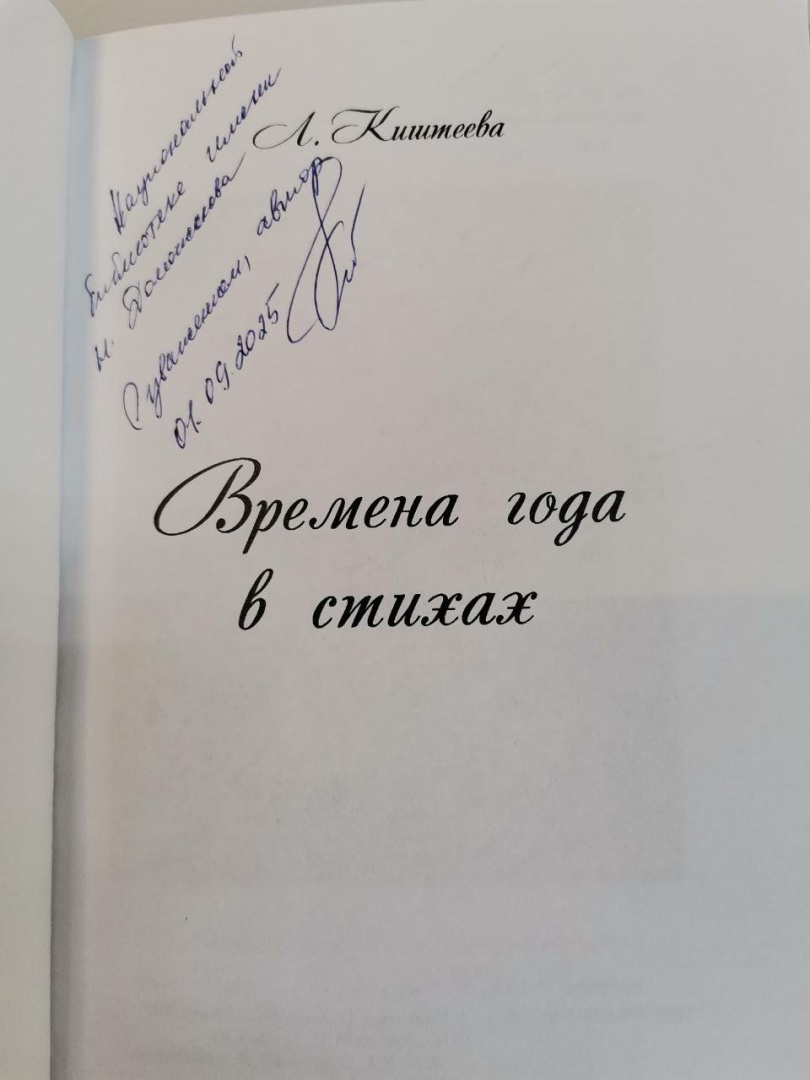 Национальной
библиотеке имени
Н. Доможакова
С уважением, автор
01.09.2025
Л. Киштеева
Времена года
в стихах